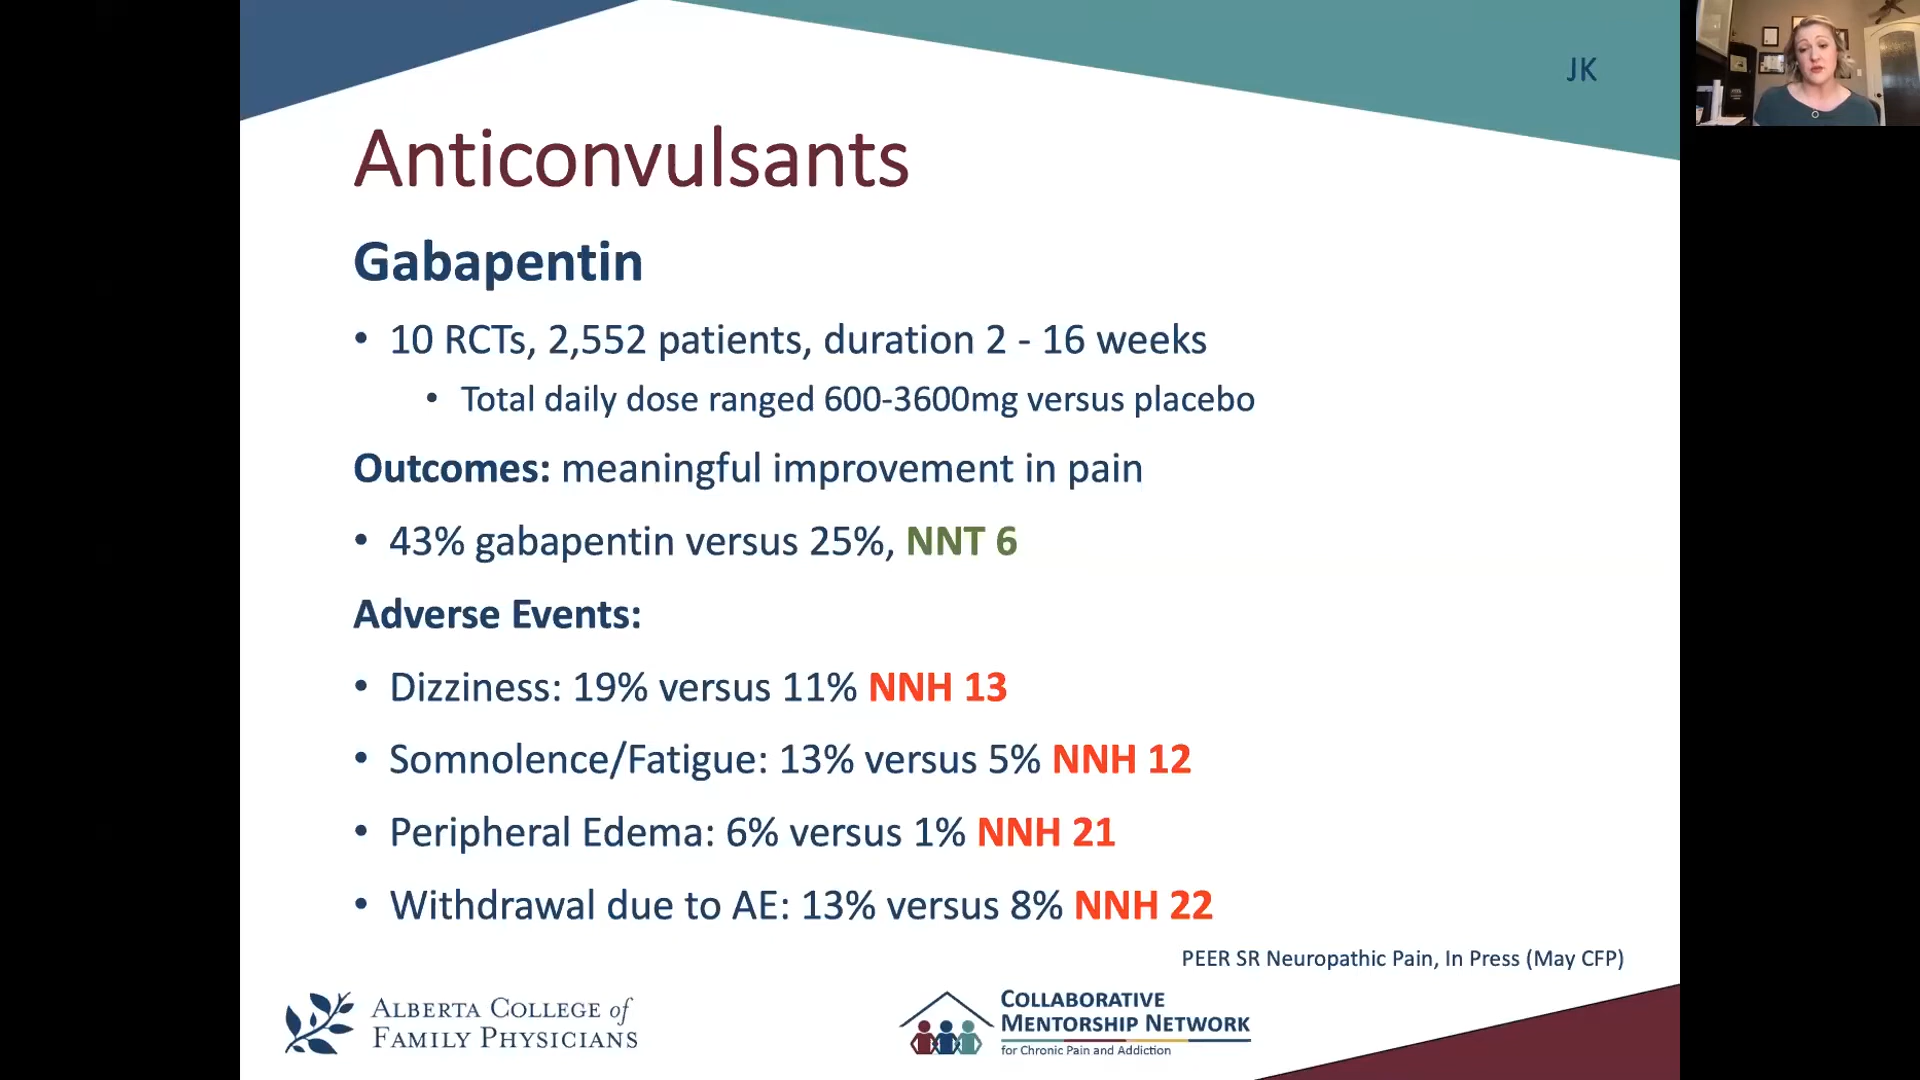 JK
Anticonvulsants
Gabapentin
• 10 RCTs, 2,552 patients, duration 2 - 16 weeks
• Total daily dose ranged 600-3600mg versus placebo
Outcomes: meaningful improvement in pain
• 43% gabapentin versus 25%, NNT 6
Adverse Events:
• Dizziness: 19% versus 11% NNH 13
• Somnolence/Fatigue: 13% versus 5% NNH 12
• Peripheral Edema: 6% versus 1% NNH 21
• Withdrawal due to AE: 13% versus 8% NNH 22
PEER SR Neuropathic Pain, In Press (May CFP)
ALBERTA COLLEGE of
FAMILY PHYSICIANS
COLLABORATIVE
MENTORSHIP NETWORK
for Chronic Pain and Addiction